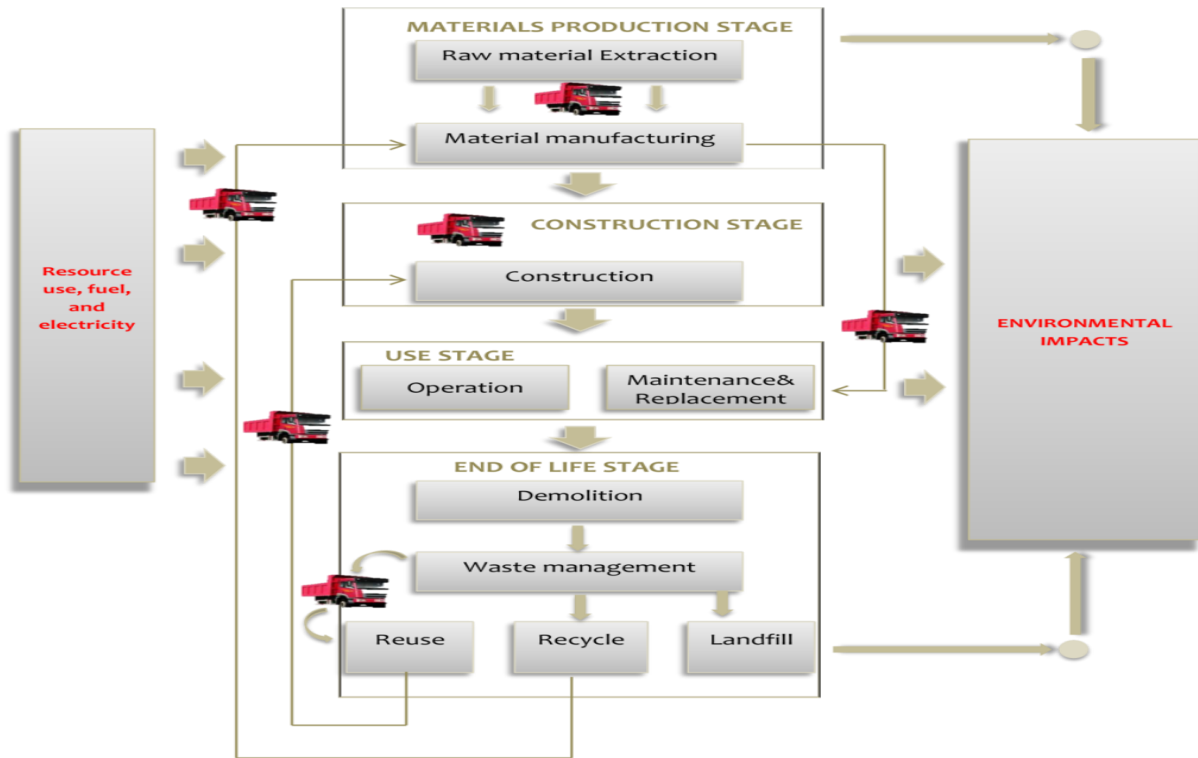 MATERIALS PRODUCTION STAGE
Raw material Extraction
Material manufacturing
CONSTRUCTION STAGE
Construction
Resource
use, fuel,
and
electricity
ENVIRONMENTAL
IMPACTS
USE STAGE
Operation
Maintenance&
Replacement
END OF LIFE STAGE
Demolition
Waste management
Reuse
Recycle
Landfill